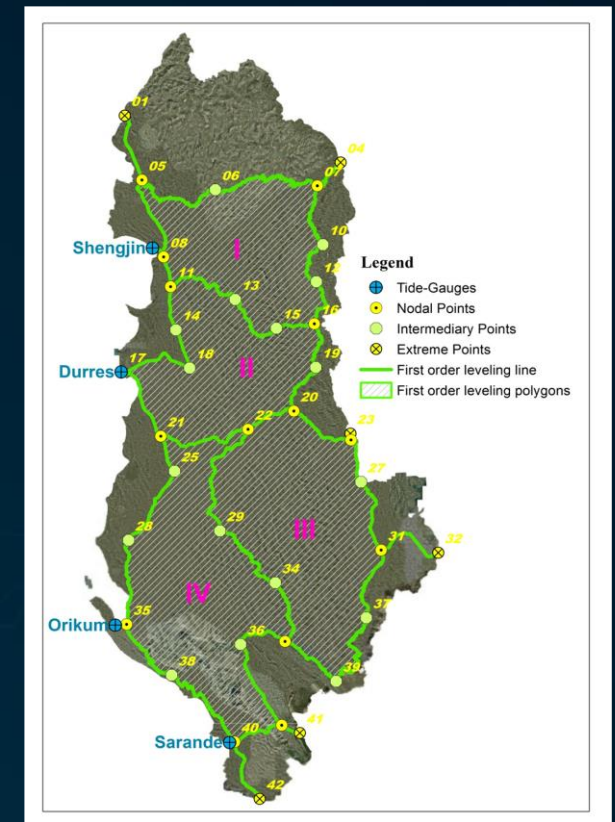 01
04
05
06
07
Shengjin
08
I
10
11
12
13
14
15
16
Legend
Tide-Gauges
Nodal Points
Intermediary Points
Extreme Points
First order leveling line
First order leveling polygons
17
Durres
18
II
19
20
21
22
23
25
27
28
29
III
31
32
34
IV
Orikum
35
36
37
38
39
Sarande
40
41
42